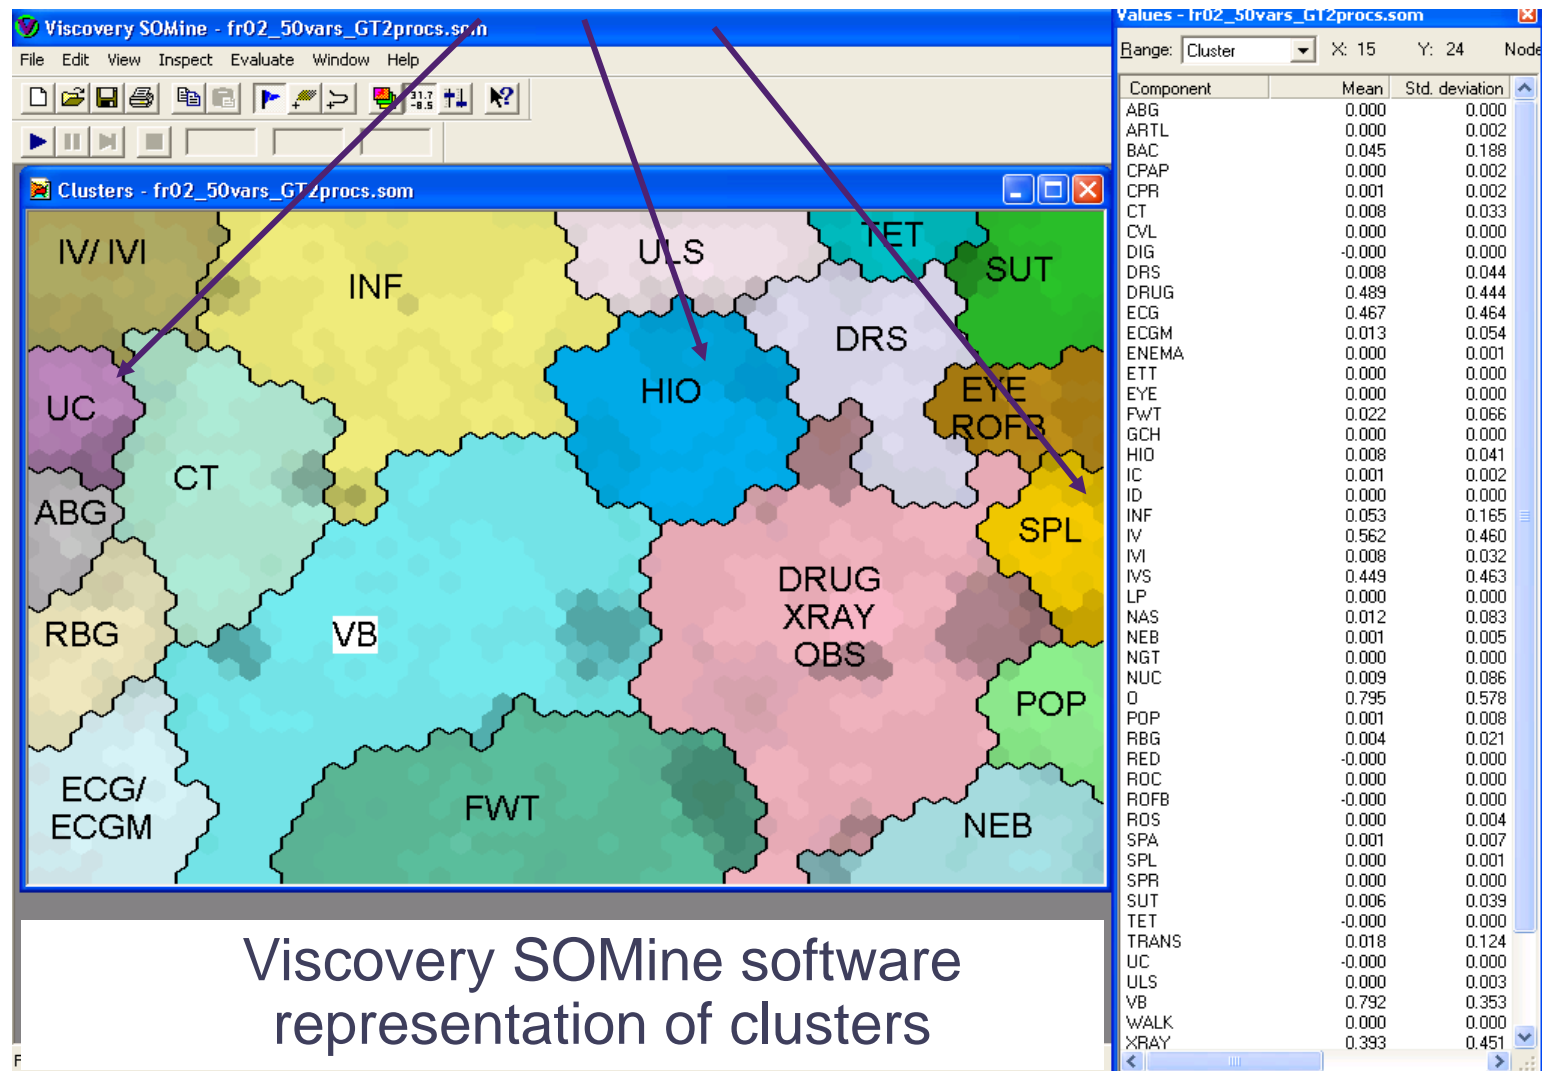 Viscovery SOMine - fr02_50vars_GT2procs.som
File Edit View Inspect Evaluate Window Help
31.7
-8.5
Clusters - fr02_50vars_GT2procs.som
IV/ IVI
INF
ULS
TET
SUT
DRS
HIO
EYE
ROFB
UC
CT
ABG
SPL
DRUG
XRAY
OBS
RBG
VB
POP
ECG/
ECGM
FWT
NEB
Viscovery SOMine software
representation of clusters
Values - fr02_50vars_GT2procs.som
Range: Cluster X: 15 Y: 24 Node
Component Mean Std. deviation
ABG 0.000 0.000
ARTL 0.000 0.002
BAC 0.045 0.188
CPAP 0.000 0.002
CPR 0.001 0.002
CT 0.008 0.033
CVL 0.000 0.000
DIG -0.000 0.000
DRS 0.008 0.044
DRUG 0.489 0.444
ECG 0.467 0.464
ECGM 0.013 0.054
ENEMA 0.000 0.001
ETT 0.000 0.000
EYE 0.000 0.000
FWT 0.022 0.066
GCH 0.000 0.000
HIO 0.008 0.041
IC 0.001 0.002
ID 0.000 0.000
INF 0.053 0.165
IV 0.562 0.460
IVI 0.008 0.032
IVS 0.449 0.463
LP 0.000 0.000
NAS 0.012 0.083
NEB 0.001 0.005
NGT 0.000 0.000
NUC 0.009 0.086
O 0.795 0.578
POP 0.001 0.008
RBG 0.004 0.021
RED -0.000 0.000
ROC 0.000 0.000
ROFB -0.000 0.000
ROS 0.000 0.004
SPA 0.001 0.007
SPL 0.000 0.001
SPR 0.000 0.000
SUT 0.006 0.039
TET -0.000 0.000
TRANS 0.018 0.124
UC -0.000 0.000
ULS 0.000 0.003
VB 0.792 0.353
WALK 0.000 0.000
XRAY 0.393 0.451